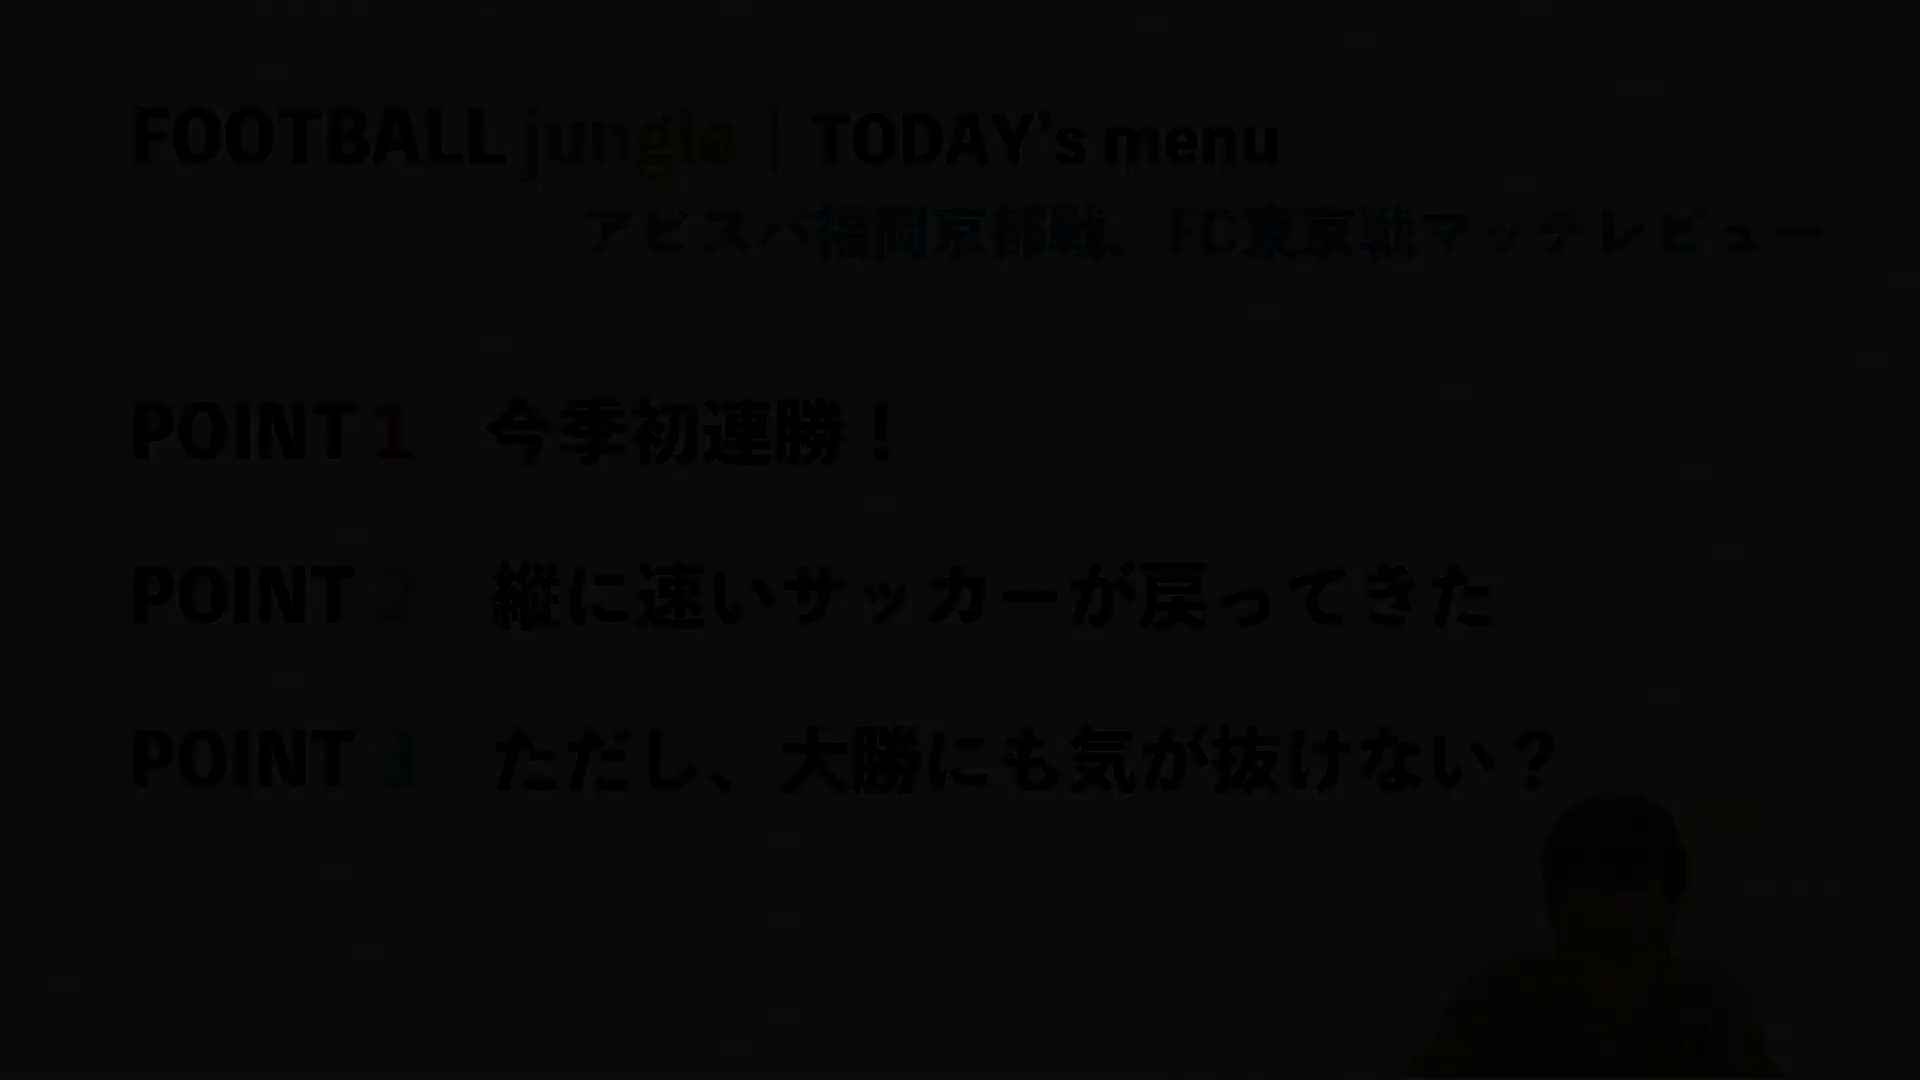 FOOTBALL jungle | TODAY's menu
アビスパ福岡京都戦、FC東京戦マッチレビュー
POINT 1 今季初連勝！
POINT 2 縦に速いサッカーが戻ってきた
POINT 3 ただし、大勝にも気が抜けない？